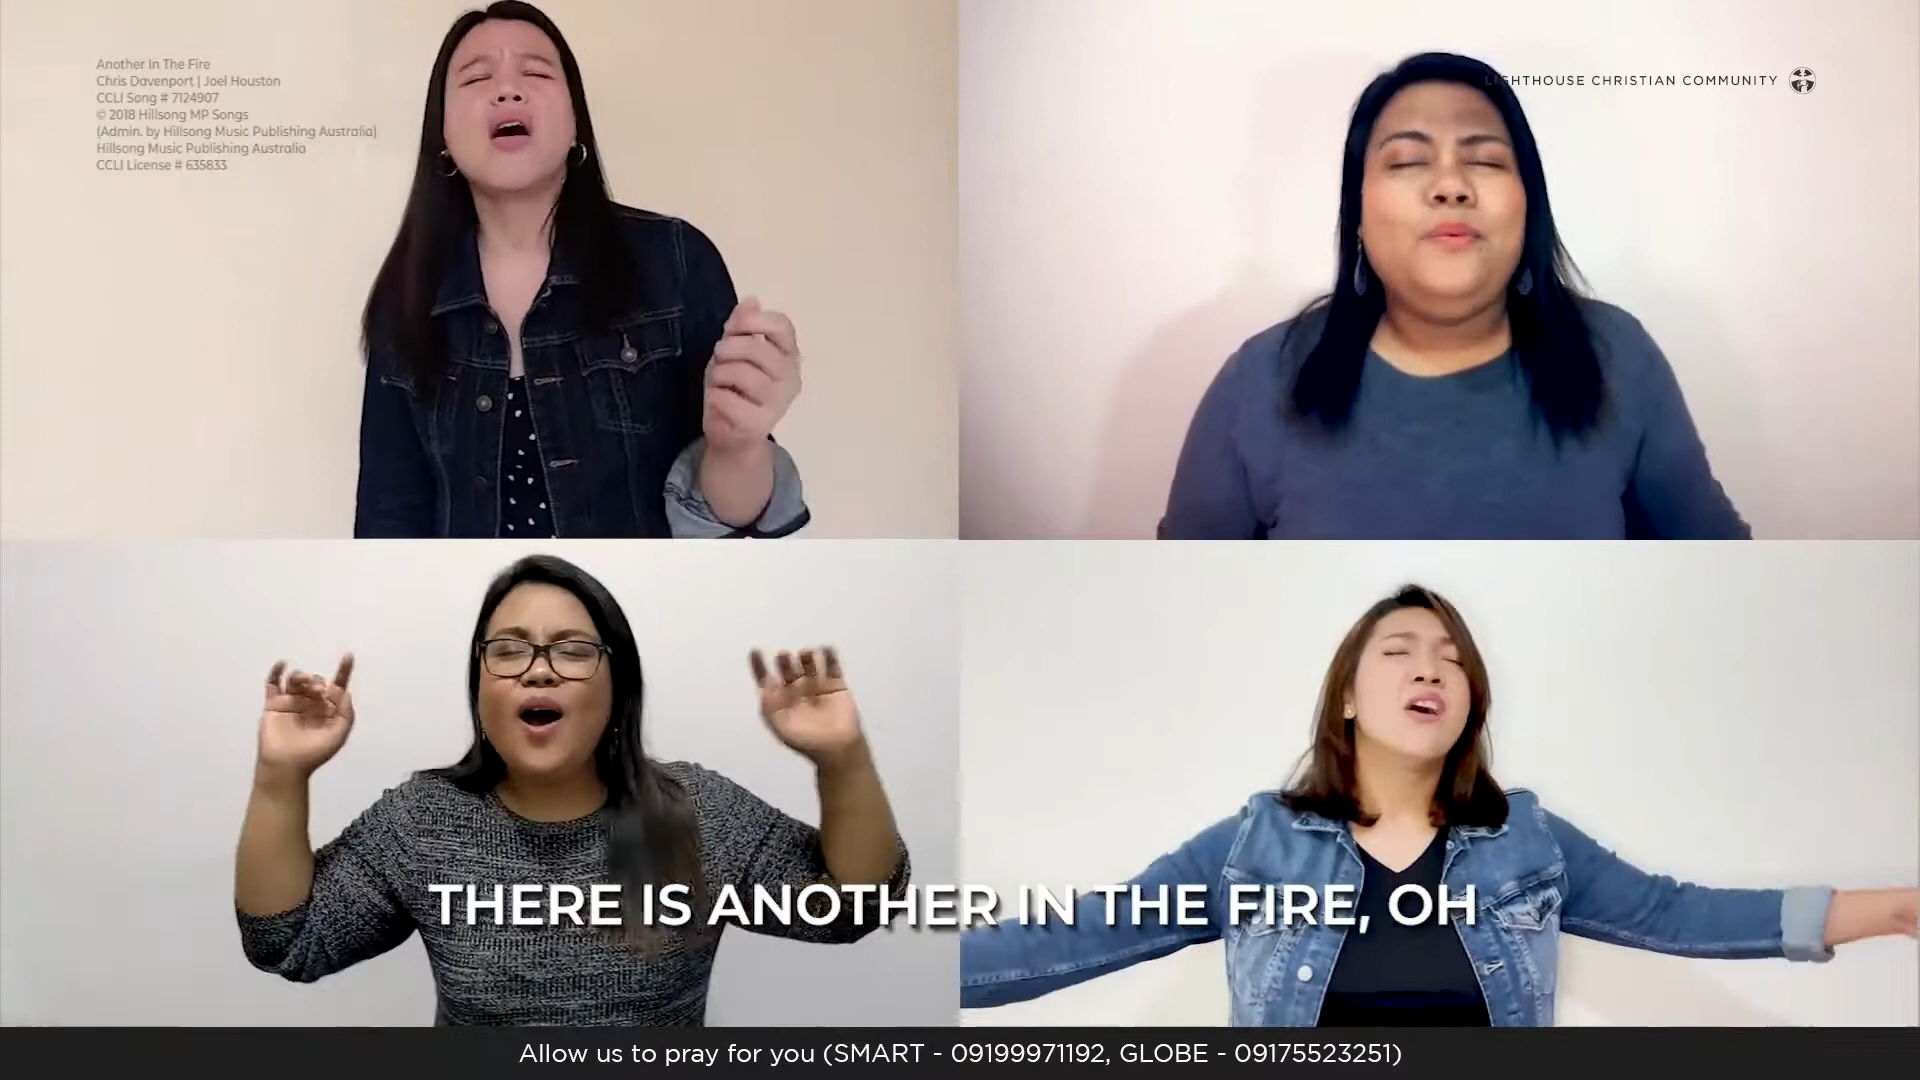 Another In The Fire
Chris Davenport | Joel Houston
CCLI Song # 7124907
© 2018 Hillsong MP Songs
(Admin. by Hillsong Music Publishing Australia)
Hillsong Music Publishing Australia
CCLI License # 635833
LIGHTHOUSE CHRISTIAN COMMUNITY
THERE IS ANOTHER IN THE FIRE, OH
Allow us to pray for you (SMART - 09199971192, GLOBE - 09175523251)